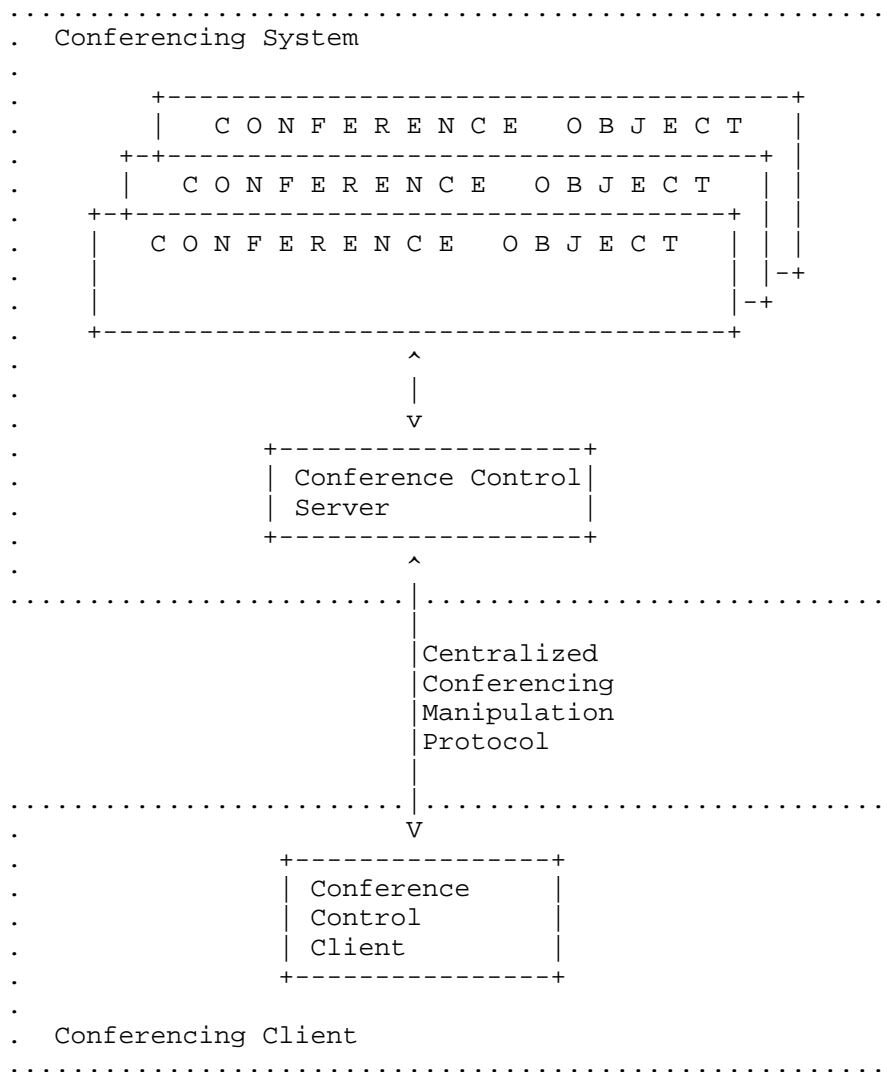 Conferencing System
C O N F E R E N C E   O B J E C T
C O N F E R E N C E   O B J E C T
C O N F E R E N C E   O B J E C T
Conference Control
Server
Centralized
Conferencing
Manipulation
Protocol
Conference
Control
Client
Conferencing Client